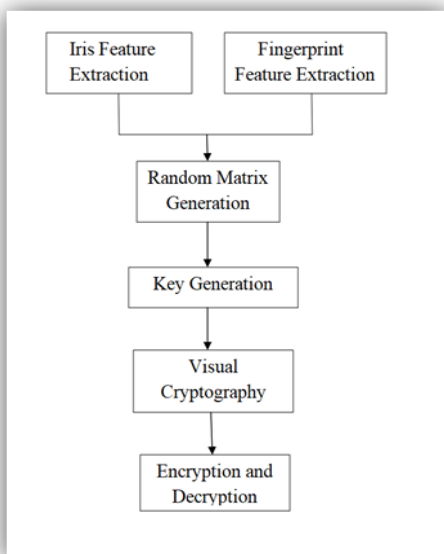 Iris Feature
Extraction
Fingerprint
Feature Extraction
Random Matrix
Generation
Key Generation
Visual
Cryptography
Encryption and
Decryption